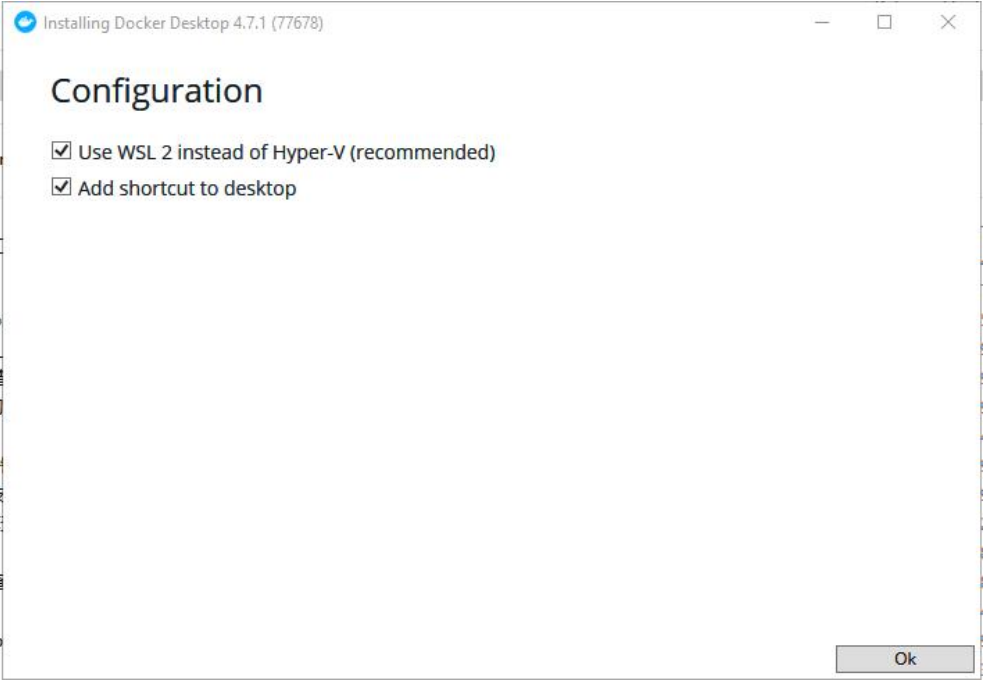 Installing Docker Desktop 4.7.1 (77678)
Configuration
Use WSL 2 instead of Hyper-V (recommended)
Add shortcut to desktop
Ok